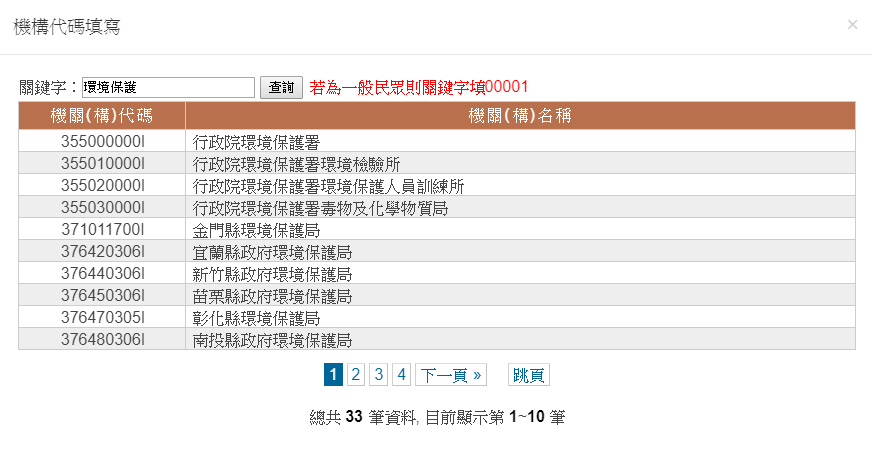 機構代碼填寫 ×
關鍵字：環境保護 查詢 若為一般民眾則關鍵字填00001
機關(構)代碼 機關(構)名稱
355000000I 行政院環境保護署
355010000I 行政院環境保護署環境檢驗所
355020000I 行政院環境保護署環境保護人員訓練所
355030000I 行政院環境保護署毒物及化學物質局
371011700I 金門縣環境保護局
376420306I 宜蘭縣政府環境保護局
376440306I 新竹縣政府環境保護局
376450306I 苗栗縣政府環境保護局
376470305I 彰化縣環境保護局
376480306I 南投縣政府環境保護局
1 2 3 4 下一頁 » 跳頁
總共 33 筆資料, 目前顯示第 1~10 筆